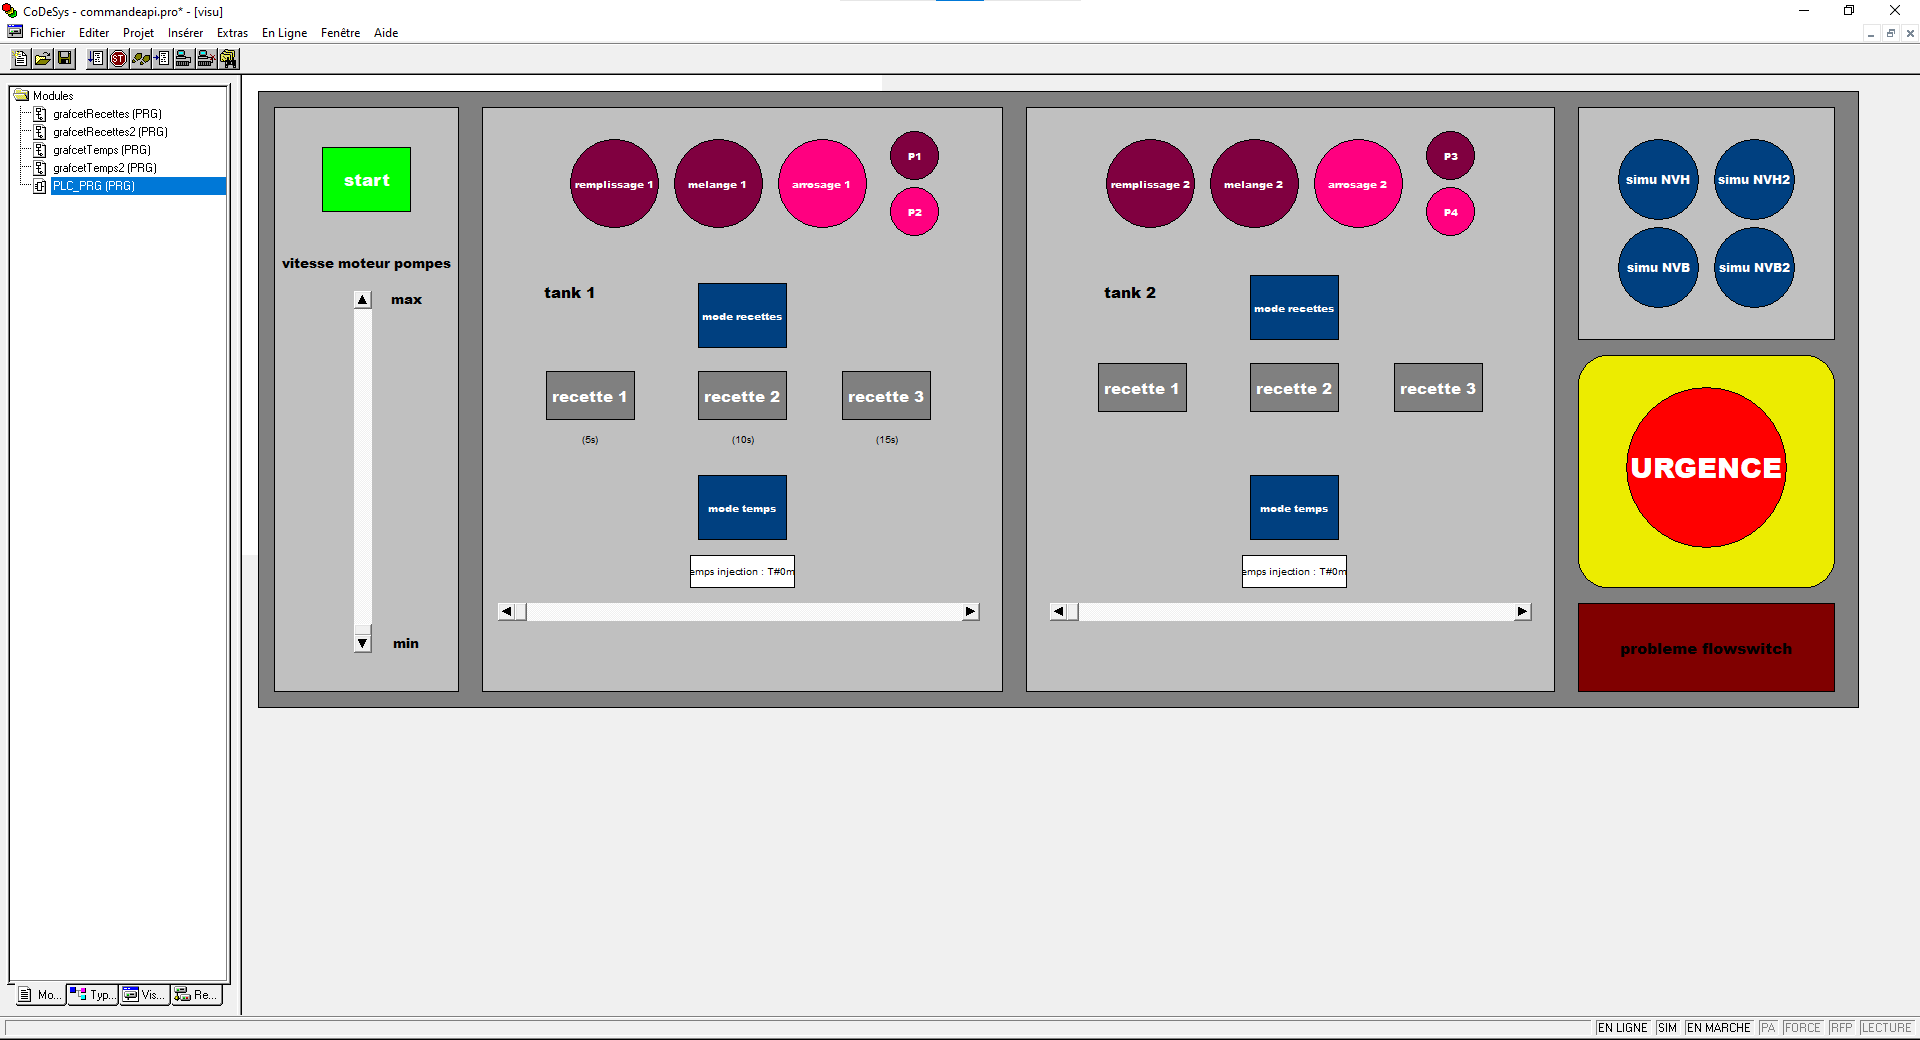 CoDeSys - commandeapi.pro* - [visu]
Fichier Editer Projet Insérer Extras En Ligne Fenêtre Aide
Modules
grafcetRecettes (PRG)
grafcetRecettes2 (PRG)
grafcetTemps (PRG)
grafcetTemps2 (PRG)
PLC_PRG (PRG)
Mo... Typ... Vis... Re...
start
vitesse moteur pompes
max
min
remplissage 1 melange 1 arrosage 1 P1
P2
tank 1
mode recettes
recette 1 recette 2 recette 3
(5s) (10s) (15s)
mode temps
emps injection : T#0m
remplissage 2 melange 2 arrosage 2 P3
P4
tank 2
mode recettes
recette 1 recette 2 recette 3
mode temps
emps injection : T#0m
simu NVH simu NVH2
simu NVB simu NVB2
URGENCE
probleme flowswitch
EN LIGNE SIM EN MARCHE PA FORCE RFP LECTURE